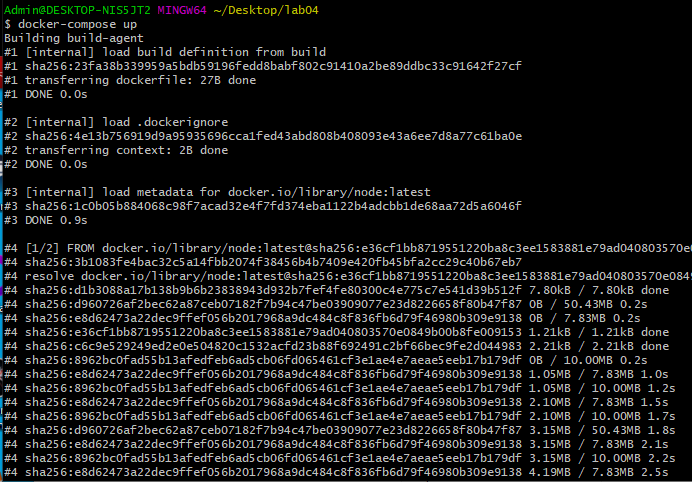 Admin@DESKTOP-NIS5JT2 MINGW64 ~/Desktop/lab04
$ docker-compose up
Building build-agent
#1 [internal] load build definition from build
#1 sha256:23fa38b339959a5bdb59196fedd8babf802c91410a2be89ddbc33c91642f27cf
#1 transferring dockerfile: 27B done
#1 DONE 0.0s
#2 [internal] load .dockerignore
#2 sha256:4e13b756919d9a95935696cca1fed43abd808b408093e43a6ee7d8a77c61ba0e
#2 transferring context: 2B done
#2 DONE 0.0s
#3 [internal] load metadata for docker.io/library/node:latest
#3 sha256:1c0b05b884068c98f7acad32e4f7fd374eba1122b4adcbb1de68aa72d5a6046f
#3 DONE 0.9s
#4 [1/2] FROM docker.io/library/node:latest@sha256:e36cf1bb8719551220ba8c3ee1583881e79ad040803570e0
#4 sha256:3b1083fe4bac32c5a14fbb2074f38456b4b7409e420fb45bfa2cc29c40b67eb7
#4 resolve docker.io/library/node:latest@sha256:e36cf1bb8719551220ba8c3ee1583881e79ad040803570e0849
#4 sha256:d1b3088a17b138b9b6b23838943d932b7fef4fe80300c4e775c7e541d39b512f 7.80kB / 7.80kB done
#4 sha256:d960726af2bec62a87ceb07182f7b94c47be03909077e23d8226658f80b47f87 0B / 50.43MB 0.2s
#4 sha256:e8d62473a22dec9ffef056b2017968a9dc484c8f836fb6d79f46980b309e9138 0B / 7.83MB 0.2s
#4 sha256:e36cf1bb8719551220ba8c3ee1583881e79ad040803570e0849b00b8fe009153 1.21kB / 1.21kB done
#4 sha256:c6c9e529249ed2e0e504820c1532acfd23b88f692491c2bf66bec9fe2d044983 2.21kB / 2.21kB done
#4 sha256:8962bc0fad55b13afedfeb6ad5cb06fd065461cf3e1ae4e7aeae5eeb17b179df 0B / 10.00MB 0.2s
#4 sha256:e8d62473a22dec9ffef056b2017968a9dc484c8f836fb6d79f46980b309e9138 1.05MB / 7.83MB 1.0s
#4 sha256:8962bc0fad55b13afedfeb6ad5cb06fd065461cf3e1ae4e7aeae5eeb17b179df 1.05MB / 10.00MB 1.2s
#4 sha256:e8d62473a22dec9ffef056b2017968a9dc484c8f836fb6d79f46980b309e9138 2.10MB / 7.83MB 1.5s
#4 sha256:8962bc0fad55b13afedfeb6ad5cb06fd065461cf3e1ae4e7aeae5eeb17b179df 2.10MB / 10.00MB 1.7s
#4 sha256:d960726af2bec62a87ceb07182f7b94c47be03909077e23d8226658f80b47f87 3.15MB / 50.43MB 1.8s
#4 sha256:e8d62473a22dec9ffef056b2017968a9dc484c8f836fb6d79f46980b309e9138 3.15MB / 7.83MB 2.1s
#4 sha256:8962bc0fad55b13afedfeb6ad5cb06fd065461cf3e1ae4e7aeae5eeb17b179df 3.15MB / 10.00MB 2.2s
#4 sha256:e8d62473a22dec9ffef056b2017968a9dc484c8f836fb6d79f46980b309e9138 4.19MB / 7.83MB 2.5s